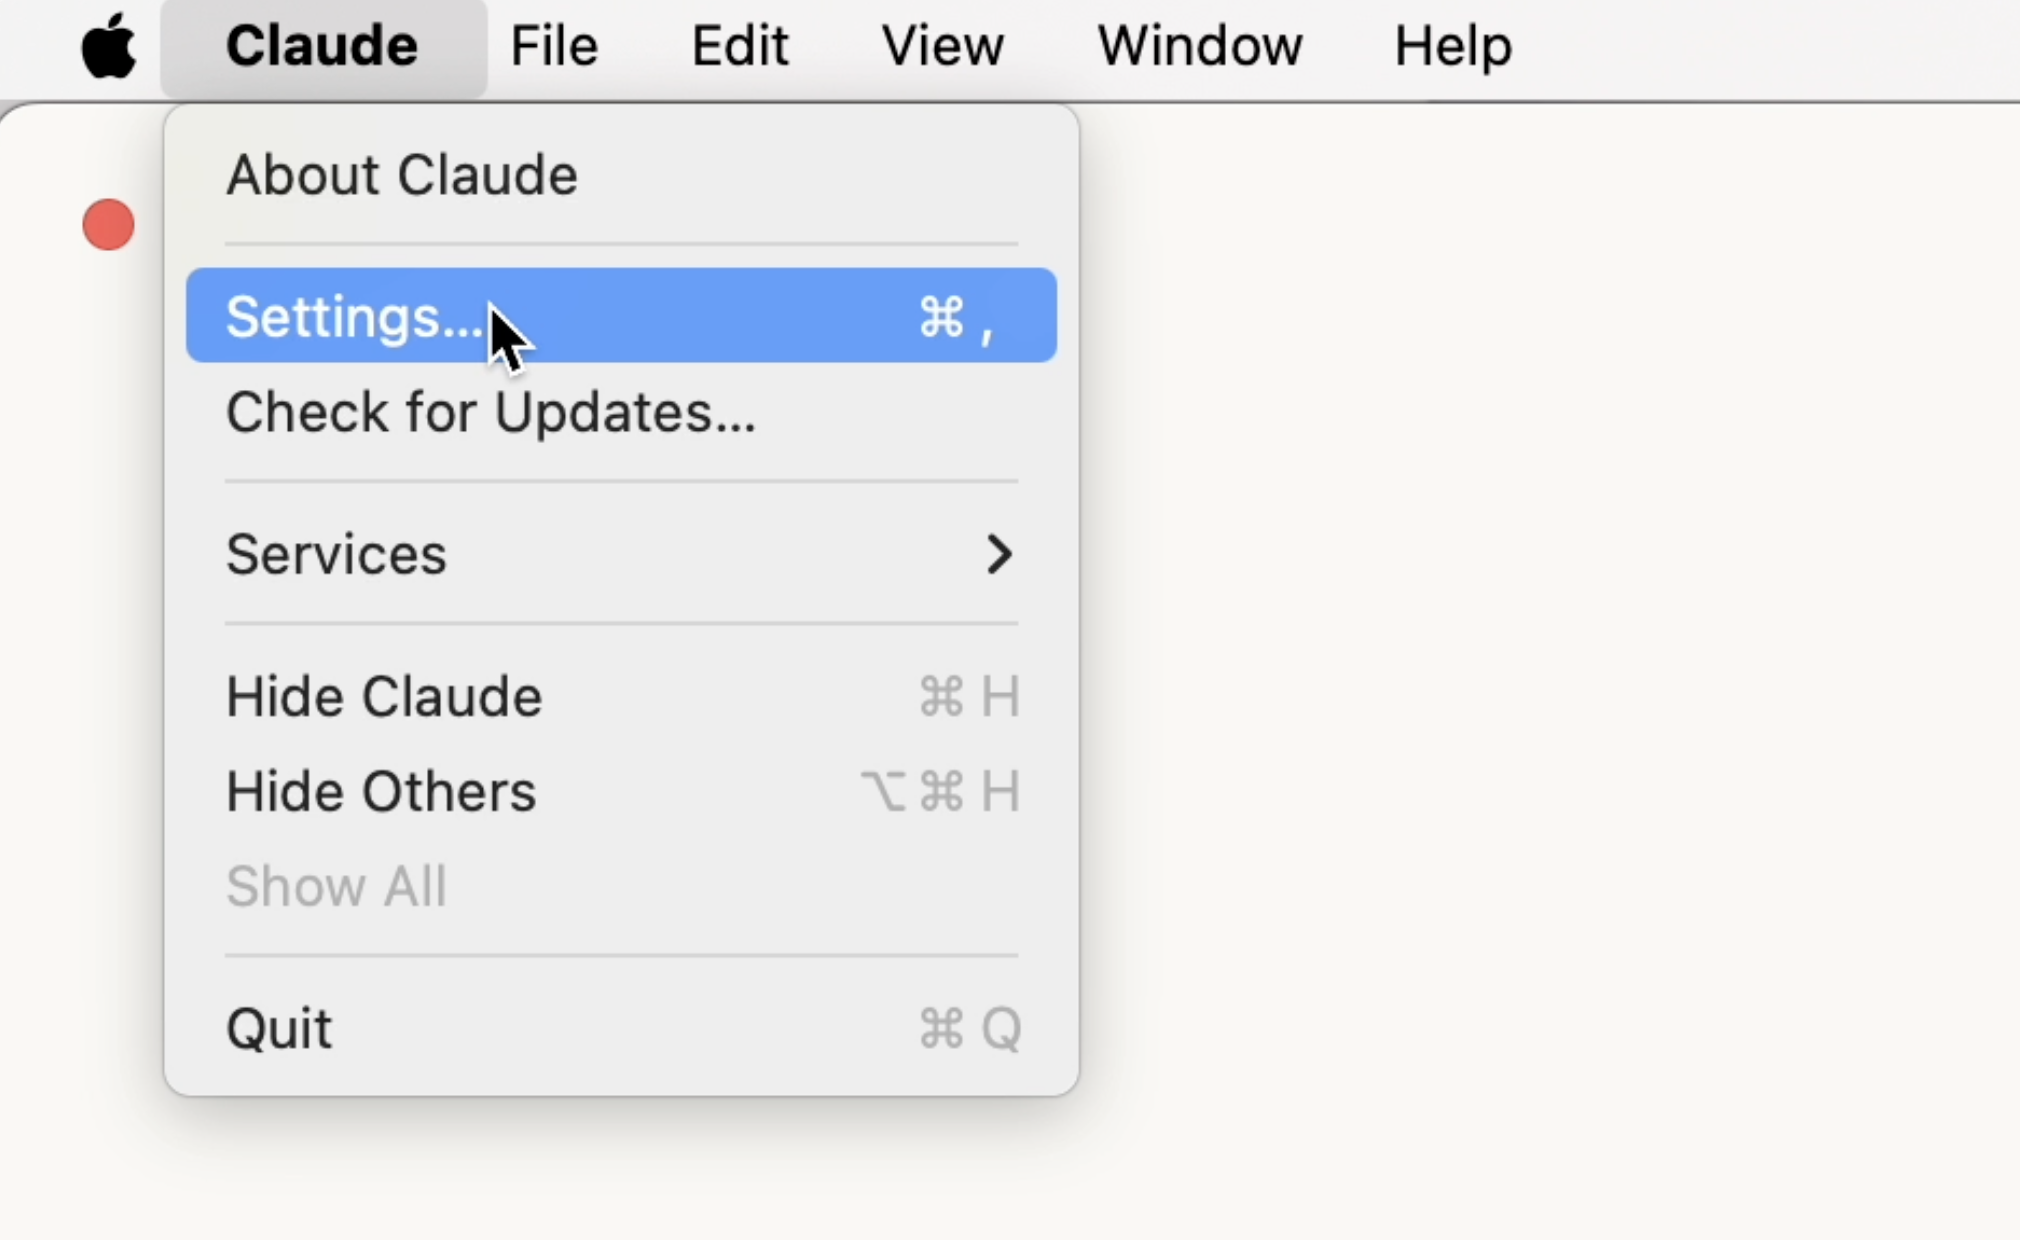 Claude File Edit View Window Help
About Claude
Settings... ⌘ ,
Check for Updates...
Services
Hide Claude ⌘ H
Hide Others ⌥ ⌘ H
Show All
Quit ⌘ Q